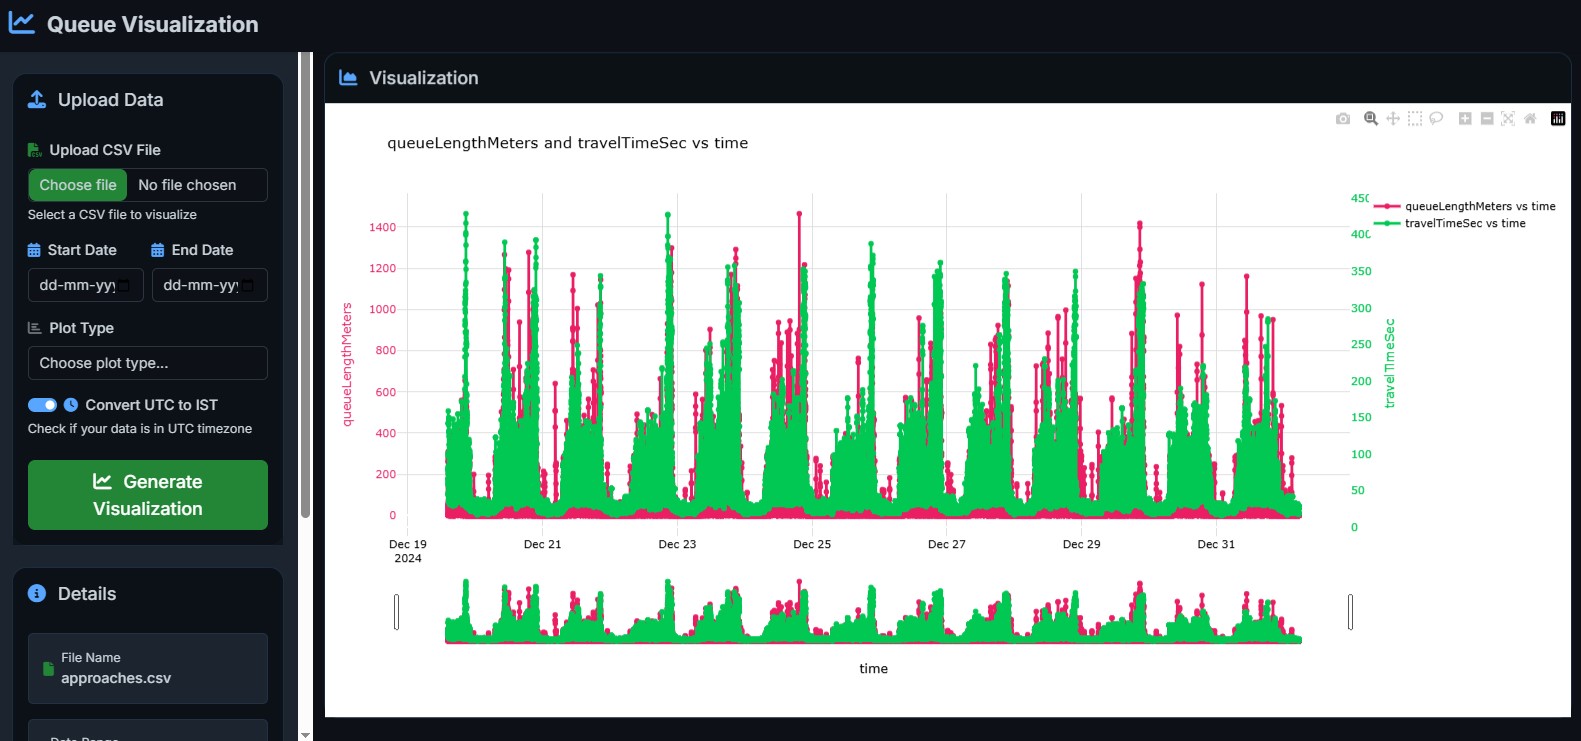 Queue Visualization
Upload Data
Upload CSV File
Choose file No file chosen
Select a CSV file to visualize
Start Date End Date
dd-mm-yyy dd-mm-yyy
Plot Type
Choose plot type...
Convert UTC to IST
Check if your data is in UTC timezone
Generate
Visualization
Details
File Name
approaches.csv
Date Range
Visualization
queueLengthMeters and travelTimeSec vs time
queueLengthMeters
1400
1200
1000
800
600
400
200
0
Dec 19
2024
Dec 21
Dec 23
Dec 25
Dec 27
Dec 29
Dec 31
time
450
400
350
300
250
200
150
100
50
0
travelTimeSec
queueLengthMeters vs time
travelTimeSec vs time